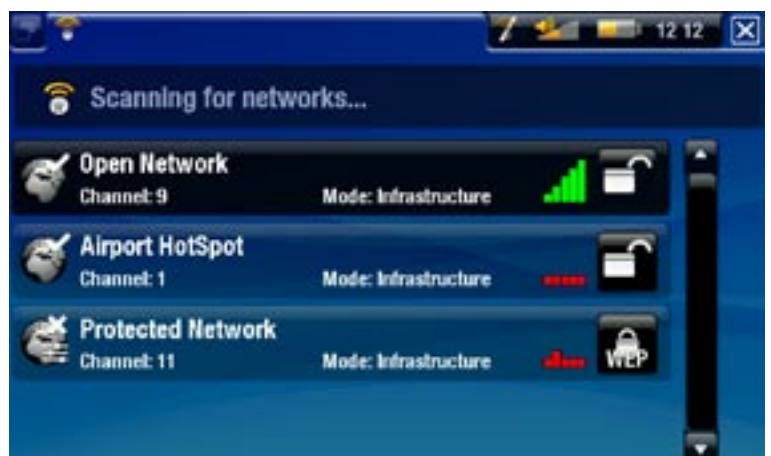 12 12
Scanning for networks...
Open Network
Channel: 9 Mode: Infrastructure
Airport HotSpot
Channel: 1 Mode: Infrastructure
Protected Network
Channel: 11 Mode: Infrastructure
WEP